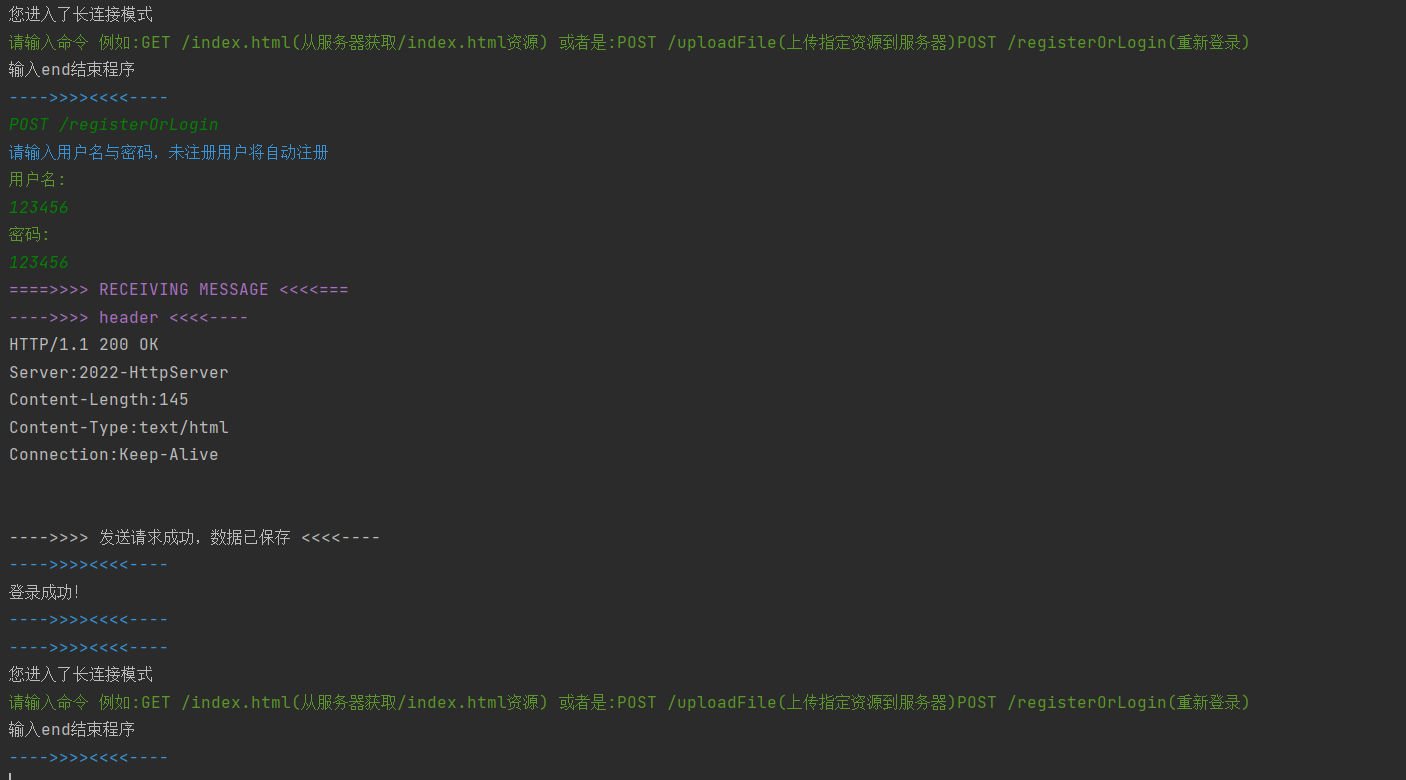 您进入了长连接模式
请输入命令 例如:GET /index.html(从服务器获取/index.html资源) 或者是:POST /uploadFile(上传指定资源到服务器)POST /registerOrLogin(重新登录)
输入end结束程序
---->>>><<<<----
POST /registerOrLogin
请输入用户名与密码，未注册用户将自动注册
用户名:
123456
密码:
123456
====>>>> RECEIVING MESSAGE <<<<===
---->>>> header <<<<----
HTTP/1.1 200 OK
Server:2022-HttpServer
Content-Length:145
Content-Type:text/html
Connection:Keep-Alive
---->>>> 发送请求成功，数据已保存 <<<<----
---->>>><<<<----
登录成功!
---->>>><<<<----
---->>>><<<<----
您进入了长连接模式
请输入命令 例如:GET /index.html(从服务器获取/index.html资源) 或者是:POST /uploadFile(上传指定资源到服务器)POST /registerOrLogin(重新登录)
输入end结束程序
---->>>><<<<----